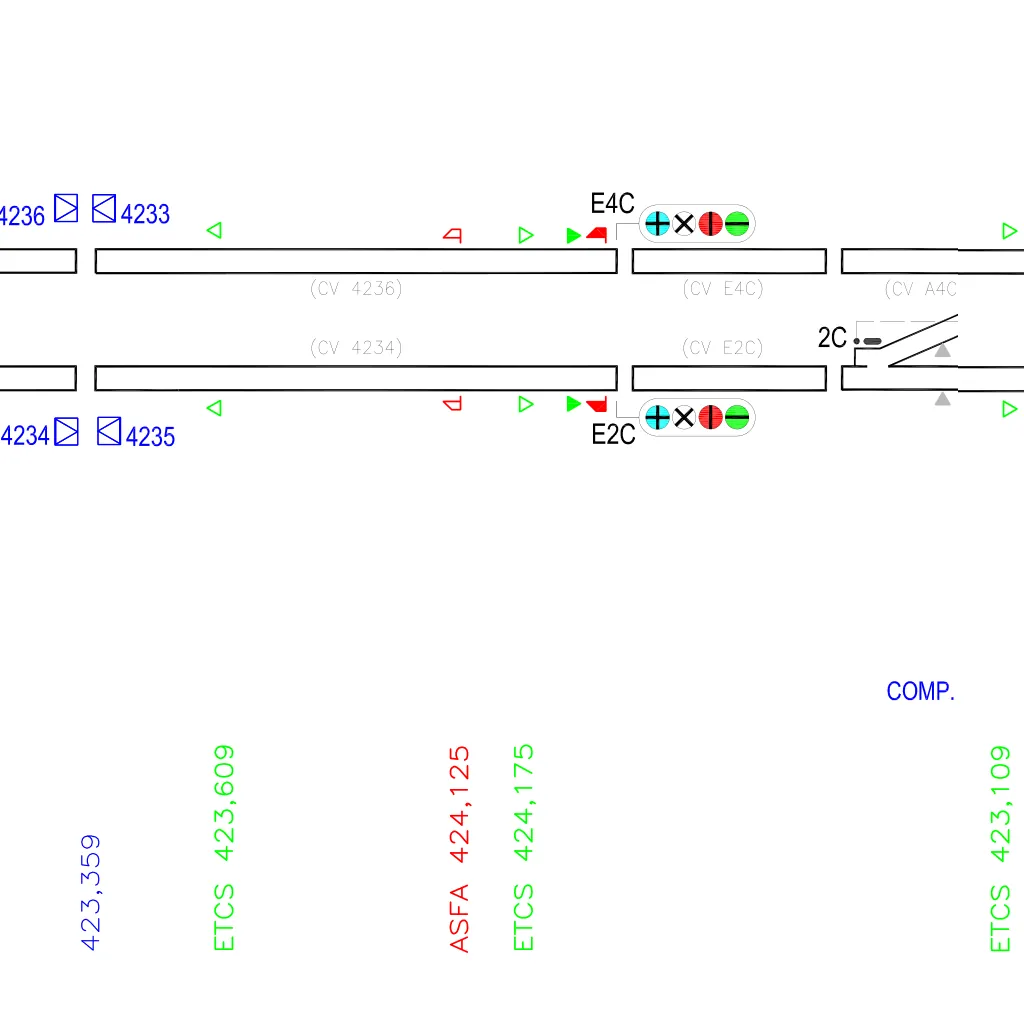 4236
4233
E4C
(CV 4236)
(CV E4C)
(CV A4C
2C
(CV 4234)
(CV E2C)
4234
4235
E2C
COMP.
423,359
ETCS 423,609
ASFA 424,125
ETCS 424,175
ETCS 423,109